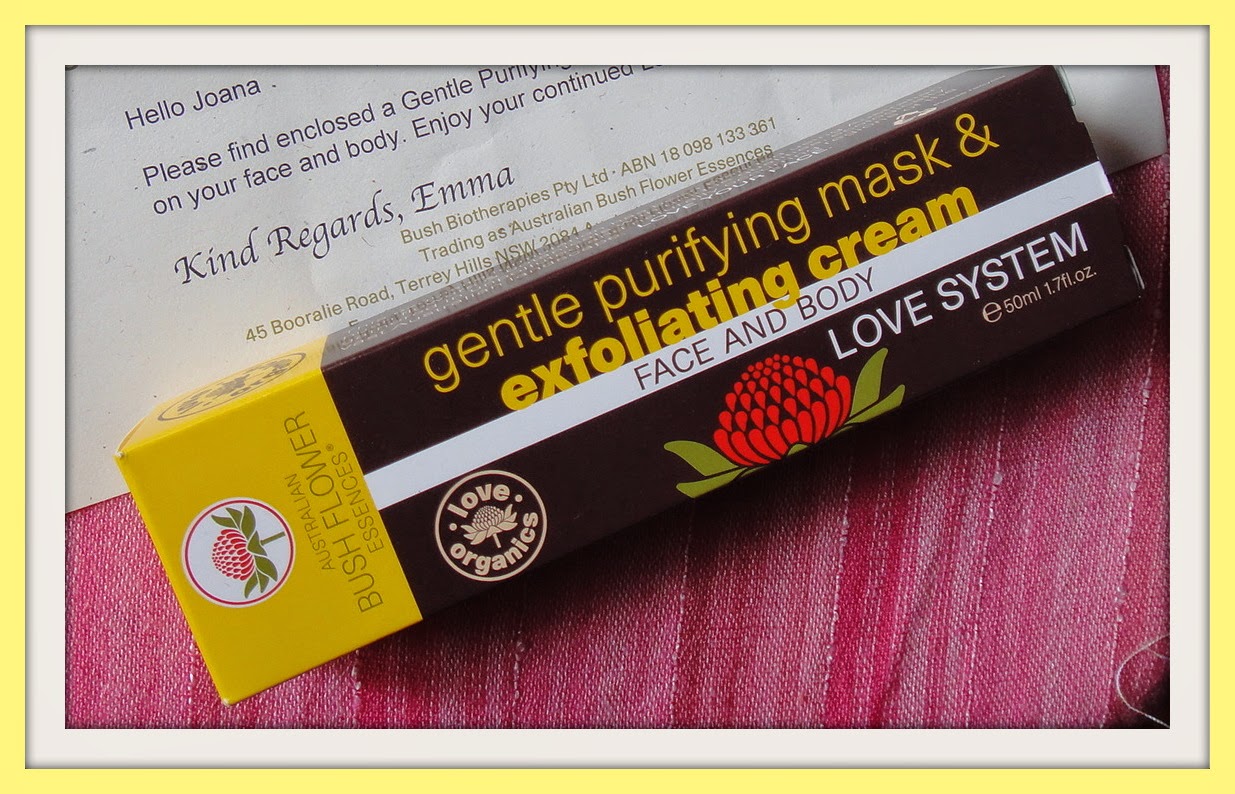 Hello Joana
Please find enclosed a Gentle Purifying
on your face and body. Enjoy your continued
Kind Regards, Emma
Bush Biotherapies Pty Ltd · ABN 18 098 133 361
Trading as Australian Bush Flower Essences
45 Booralie Road, Terrey Hills NSW 2084
gentle purifying mask &
exfoliating cream
FACE AND BODY
LOVE SYSTEM
e 50ml 1.7fl.oz.
· love ·
organics
AUSTRALIAN
BUSH FLOWER
ESSENCES®